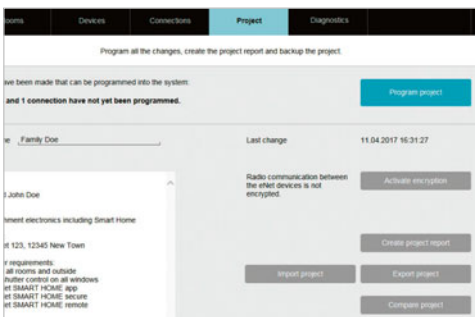 ooms Devices Connections Project Diagnostics
Program all the changes, create the project report and backup the project.
ave been made that can be programmed into the system:
and 1 connection have not yet been programmed.
Program project
me Family Doe
Last change 11.04.2017 16:31:27
Radio communication between
the eNet devices is not
encrypted.
Activate encryption
l John Doe
nment electronics including Smart Home
et 123, 12345 New Town
Create project report
r requirements:
all rooms and outside
shutter control on all windows
et SMART HOME app
et SMART HOME secure
et SMART HOME remote
Import project Export project
Compare project